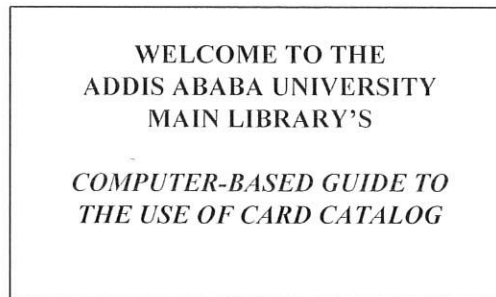 WELCOME TO THE
ADDIS ABABA UNIVERSITY
MAIN LIBRARY'S
COMPUTER-BASED GUIDE TO
THE USE OF CARD CATALOG